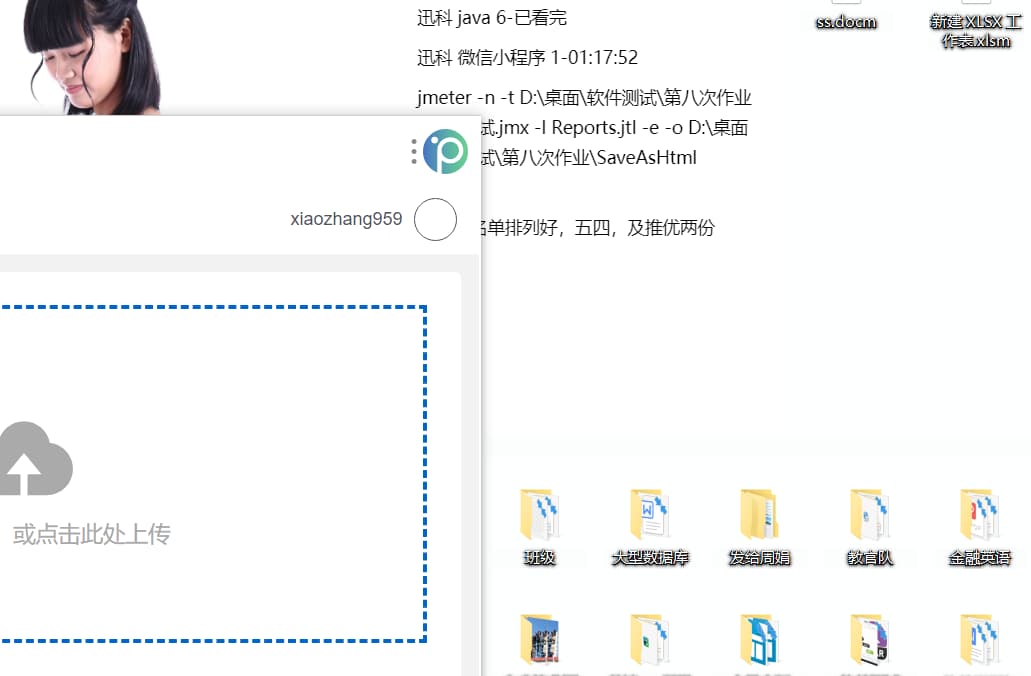 迅科 java 6-已看完
迅科 微信小程序 1-01:17:52
jmeter -n -t D:\桌面\软件测试\第八次作业
试.jmx -l Reports.jtl -e -o D:\桌面
试\第八次作业\SaveAsHtml
名单排列好，五四，及推优两份
ss.docm
新建 XLSX 工
作表.xlsm
xiaozhang959
或点击此处上传
班级
大型数据库
发给周娟
教育队
金融英语